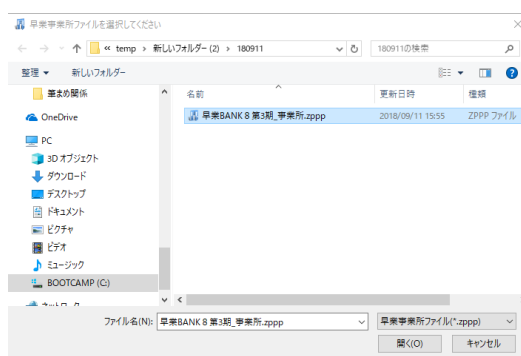 早業事業所ファイルを選択してください
« temp › 新しいフォルダー (2) › 180911
180911の検索
整理 新しいフォルダー
筆まめ関係
OneDrive
PC
3D オブジェクト
ダウンロード
デスクトップ
ドキュメント
ピクチャ
ビデオ
ミュージック
BOOTCAMP (C:)
名前 更新日時 種類
早業BANK 8 第3期_事業所.zppp 2018/09/11 15:55 ZPPP ファイル
ファイル名(N): 早業BANK 8 第3期_事業所.zppp 早業事業所ファイル(*.zppp)
開く(O) キャンセル